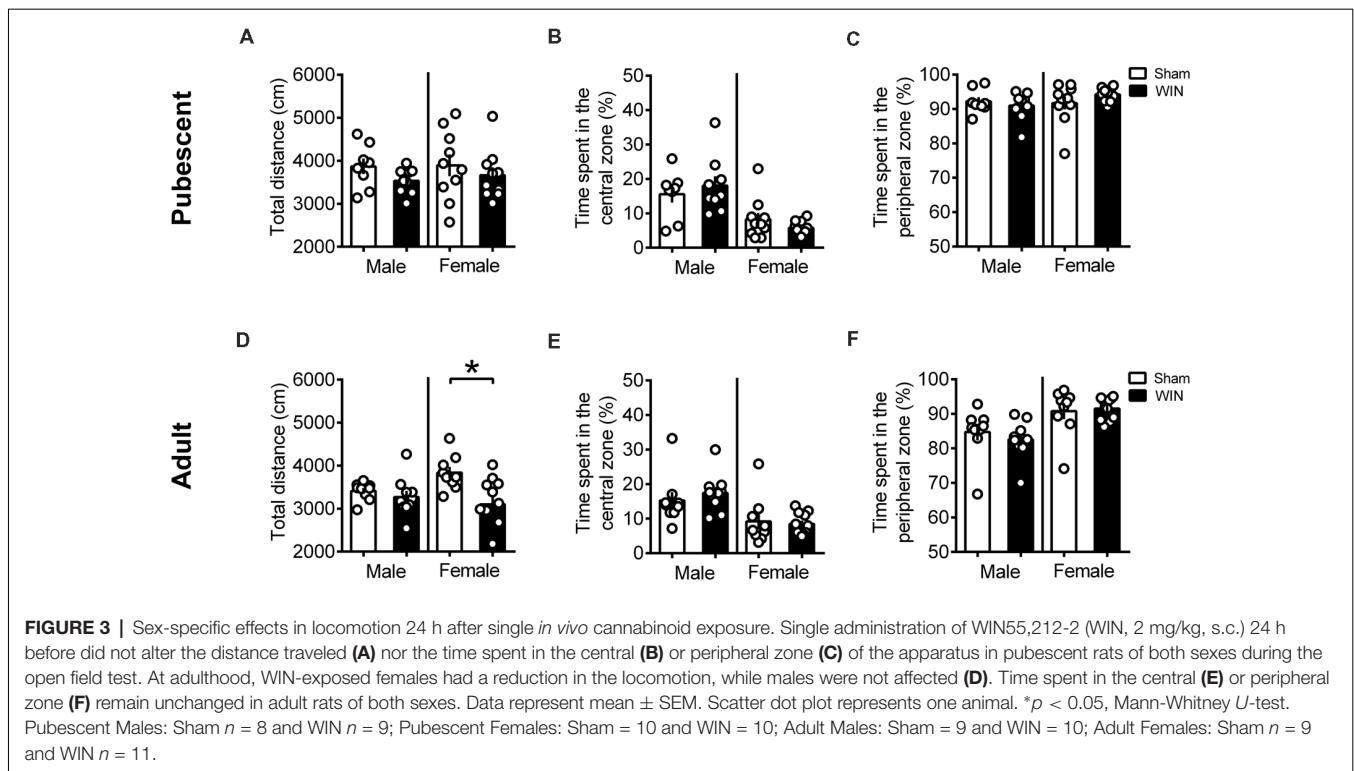 A
B
C
Pubescent
Total distance (cm)
6000
5000
4000
3000
2000
Male
Female
Time spent in the
central zone (%)
50
40
30
20
10
0
Male
Female
Time spent in the
peripheral zone (%)
100
90
80
70
60
50
Male
Female
Sham
WIN
D
E
F
Adult
Total distance (cm)
6000
5000
4000
3000
2000
*
Male
Female
Time spent in the
central zone (%)
50
40
30
20
10
0
Male
Female
Time spent in the
peripheral zone (%)
100
90
80
70
60
50
Male
Female
Sham
WIN
FIGURE 3 | Sex-specific effects in locomotion 24 h after single in vivo cannabinoid exposure. Single administration of WIN55,212-2 (WIN, 2 mg/kg, s.c.) 24 h
before did not alter the distance traveled (A) nor the time spent in the central (B) or peripheral zone (C) of the apparatus in pubescent rats of both sexes during the
open field test. At adulthood, WIN-exposed females had a reduction in the locomotion, while males were not affected (D). Time spent in the central (E) or peripheral
zone (F) remain unchanged in adult rats of both sexes. Data represent mean ± SEM. Scatter dot plot represents one animal. *p < 0.05, Mann-Whitney U-test.
Pubescent Males: Sham n = 8 and WIN n = 9; Pubescent Females: Sham = 10 and WIN = 10; Adult Males: Sham = 9 and WIN = 10; Adult Females: Sham n = 9
and WIN n = 11.